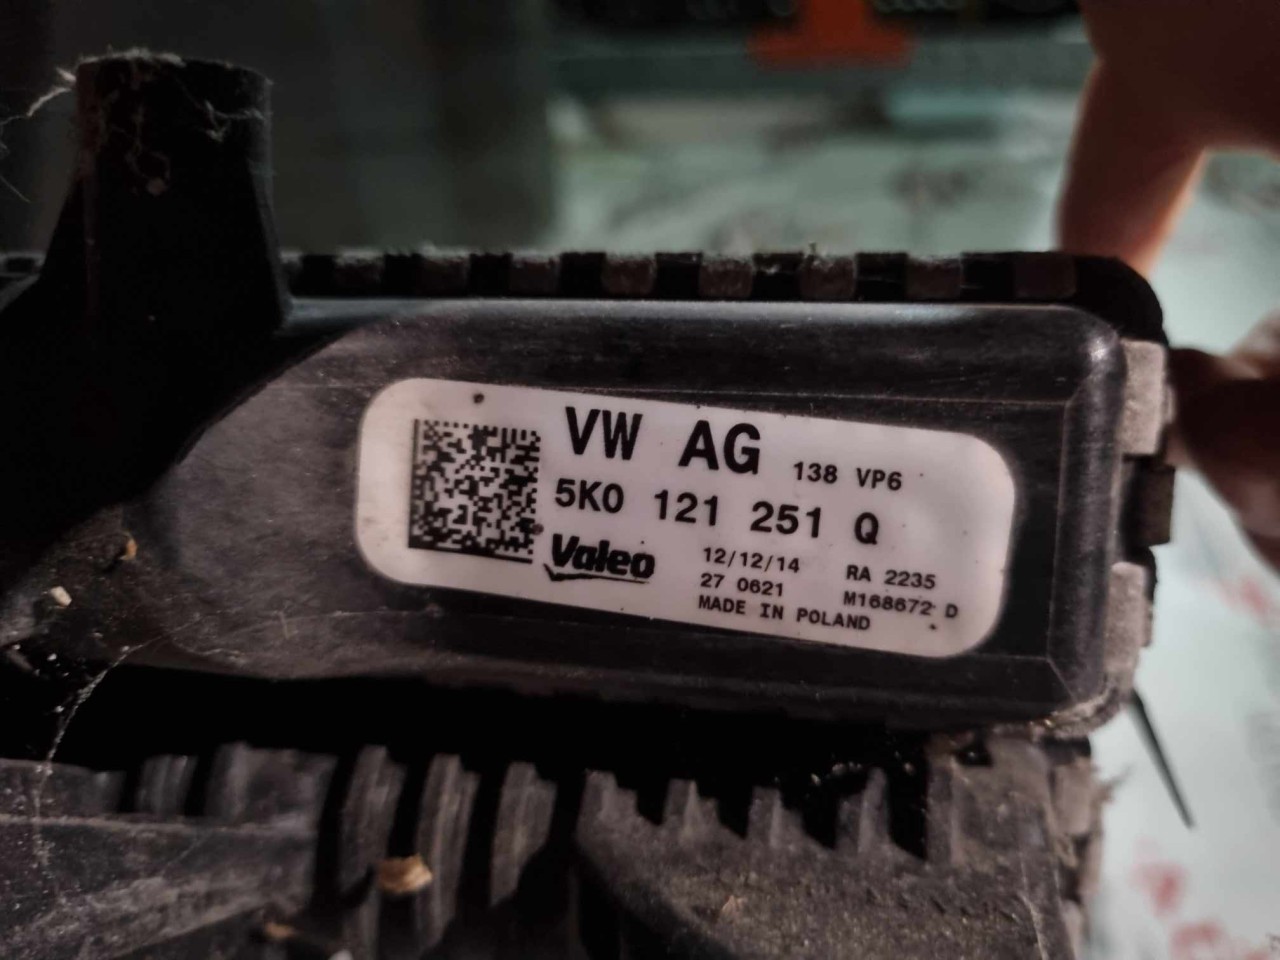 VW AG 138 VP6
5K0 121 251 Q
Valeo
12/12/14 RA 2235
27 0621 M168672 D
MADE IN POLAND